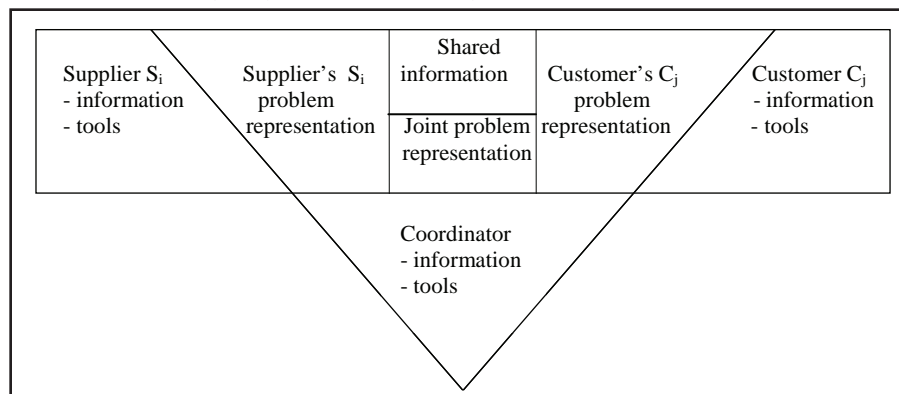 Supplier Si
- information
- tools
Supplier's Si
problem
representation
Shared
information
Joint problem
representation
Customer's Cj
problem
representation
Customer Cj
- information
- tools
Coordinator
- information
- tools